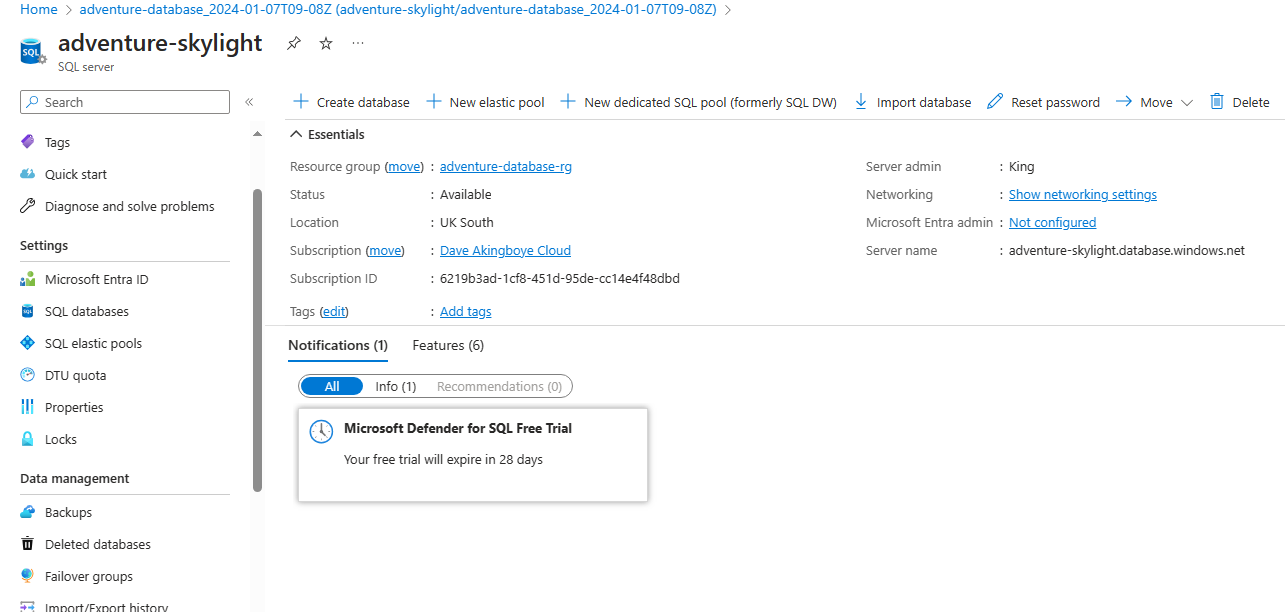 Home > adventure-database_2024-01-07T09-08Z (adventure-skylight/adventure-database_2024-01-07T09-08Z) >
adventure-skylight
SQL server
Search
«
Create database
New elastic pool
New dedicated SQL pool (formerly SQL DW)
Import database
Reset password
Move
Delete
Tags
Quick start
Diagnose and solve problems
Settings
Microsoft Entra ID
SQL databases
SQL elastic pools
DTU quota
Properties
Locks
Data management
Backups
Deleted databases
Failover groups
Import/Export history
Essentials
Resource group (move) : adventure-database-rg
Status : Available
Location : UK South
Subscription (move) : Dave Akingboye Cloud
Subscription ID : 6219b3ad-1cf8-451d-95de-cc14e4f48dbd
Tags (edit) : Add tags
Server admin : King
Networking : Show networking settings
Microsoft Entra admin : Not configured
Server name : adventure-skylight.database.windows.net
Notifications (1)
Features (6)
All
Info (1)
Recommendations (0)
Microsoft Defender for SQL Free Trial
Your free trial will expire in 28 days